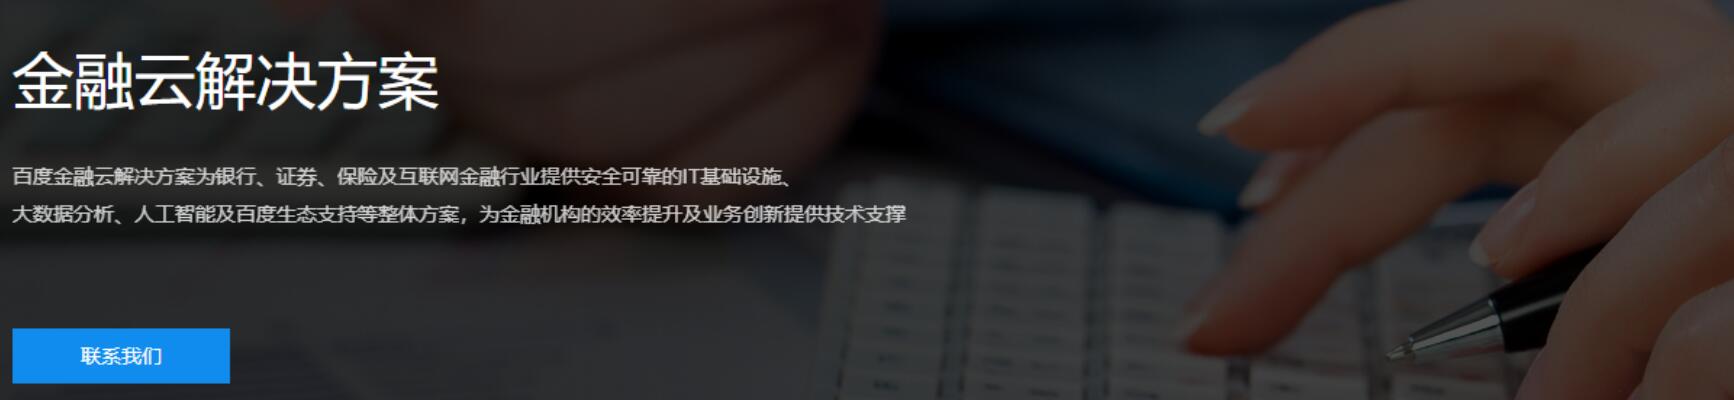 金融云解决方案
百度金融云解决方案为银行、证券、保险及互联网金融行业提供安全可靠的IT基础设施、
大数据分析、人工智能及百度生态支持等整体方案，为金融机构的效率提升及业务创新提供技术支撑
联系我们